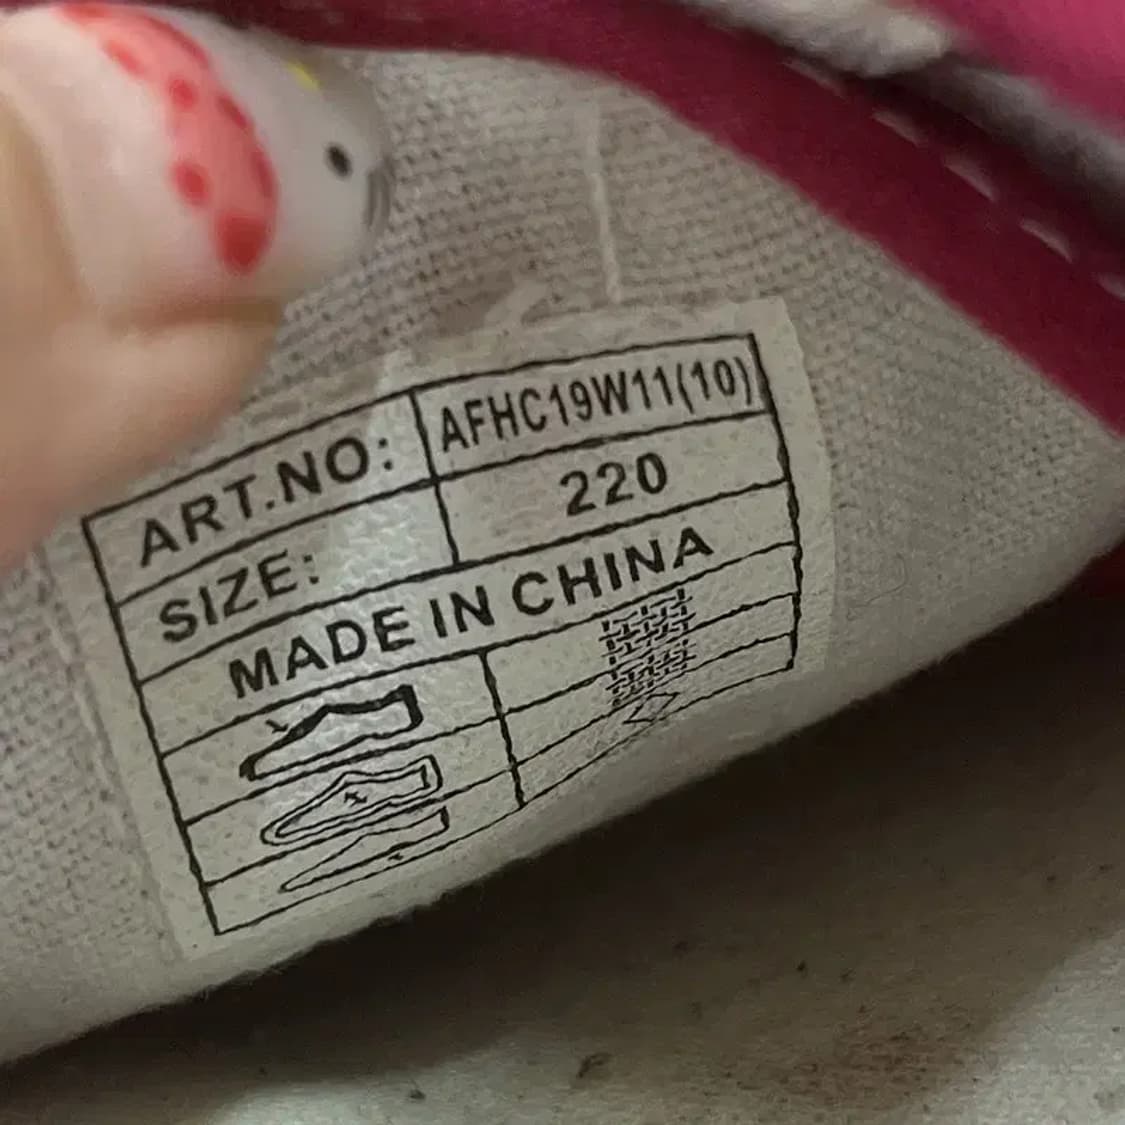 ART.NO: AFHC19W11(10)
SIZE: 220
MADE IN CHINA